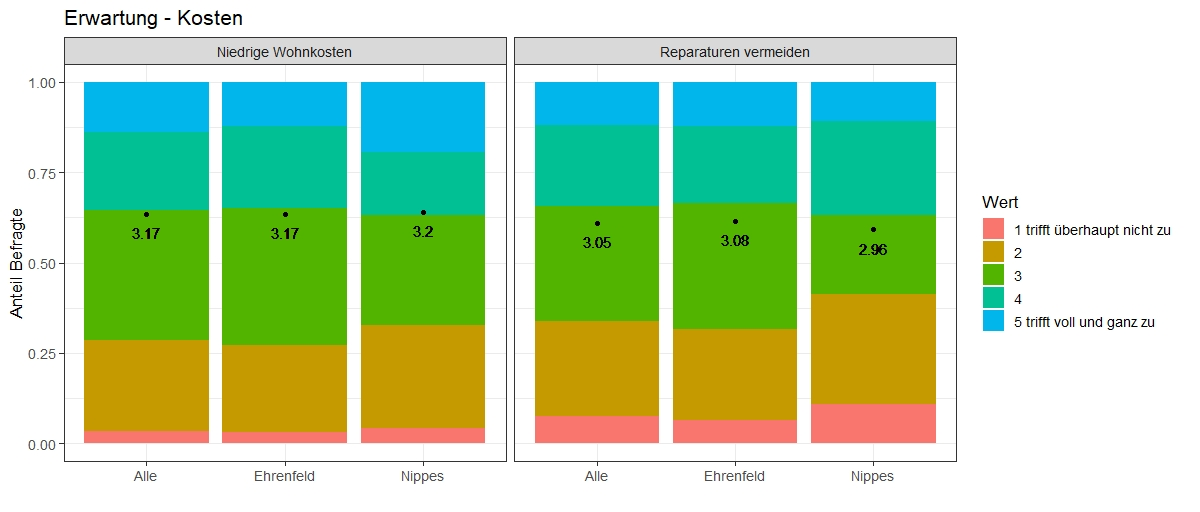 Erwartung - Kosten
Niedrige Wohnkosten
Reparaturen vermeiden
Anteil Befragte
1.00
0.75
0.50
0.25
0.00
3.17
3.17
3.2
3.05
3.08
2.96
Alle
Ehrenfeld
Nippes
Alle
Ehrenfeld
Nippes
Wert
1 trifft überhaupt nicht zu
2
3
4
5 trifft voll und ganz zu